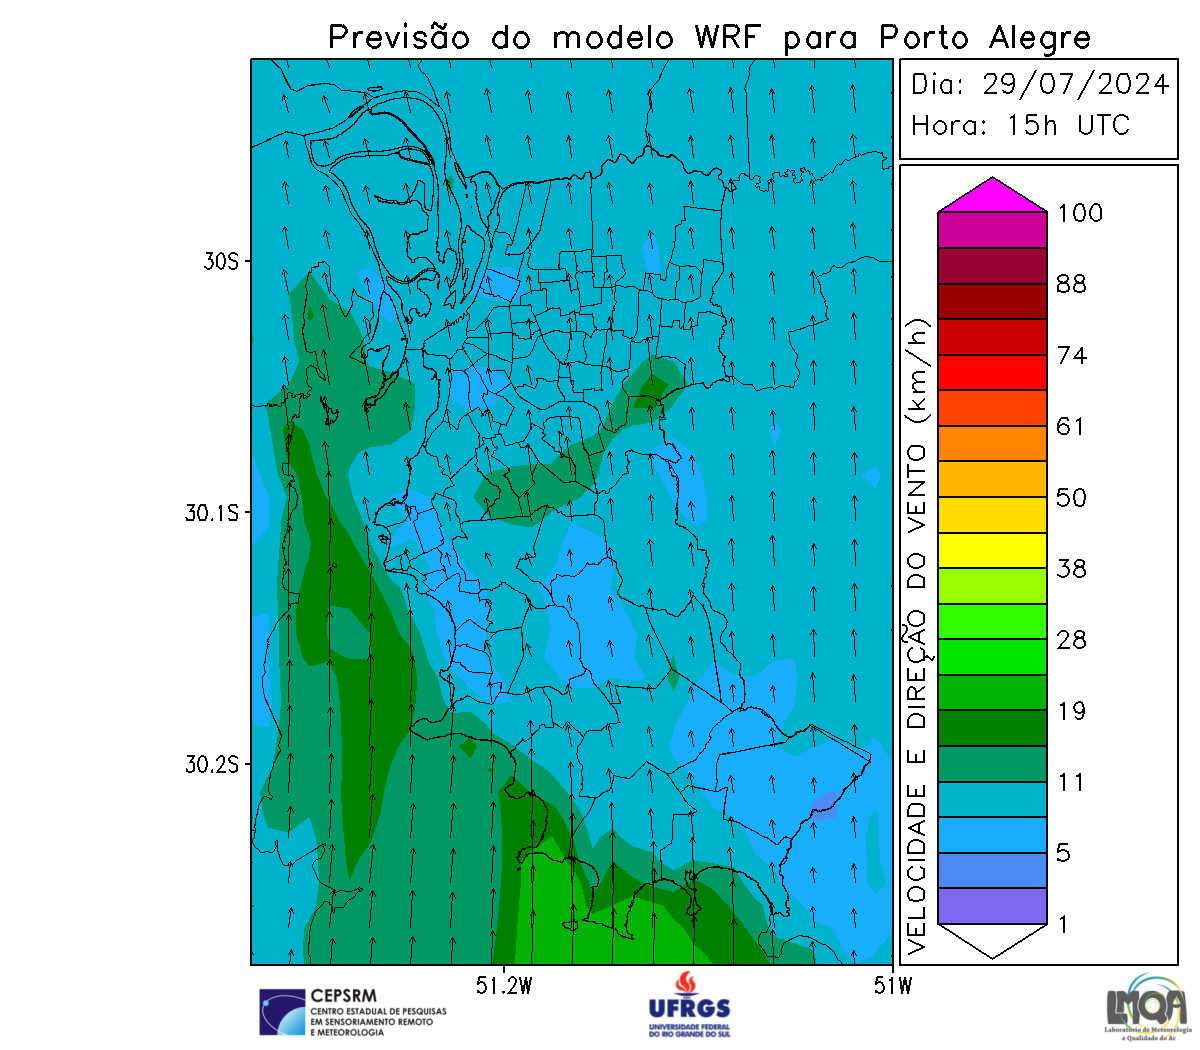 Previsão do modelo WRF para Porto Alegre
Dia: 29/07/2024
Hora: 15h UTC
30S
30.1S
30.2S
51.2W
51W
VELOCIDADE E DIREÇÃO DO VENTO (km/h)
100
88
74
61
50
38
28
19
11
5
1
CEPSRM
CENTRO ESTADUAL DE PESQUISAS
EM SENSORIAMENTO REMOTO
E METEOROLOGIA
UFRGS
UNIVERSIDADE FEDERAL
DO RIO GRANDE DO SUL
LMQA
Laboratório de Meteorologia
e Qualidade do Ar